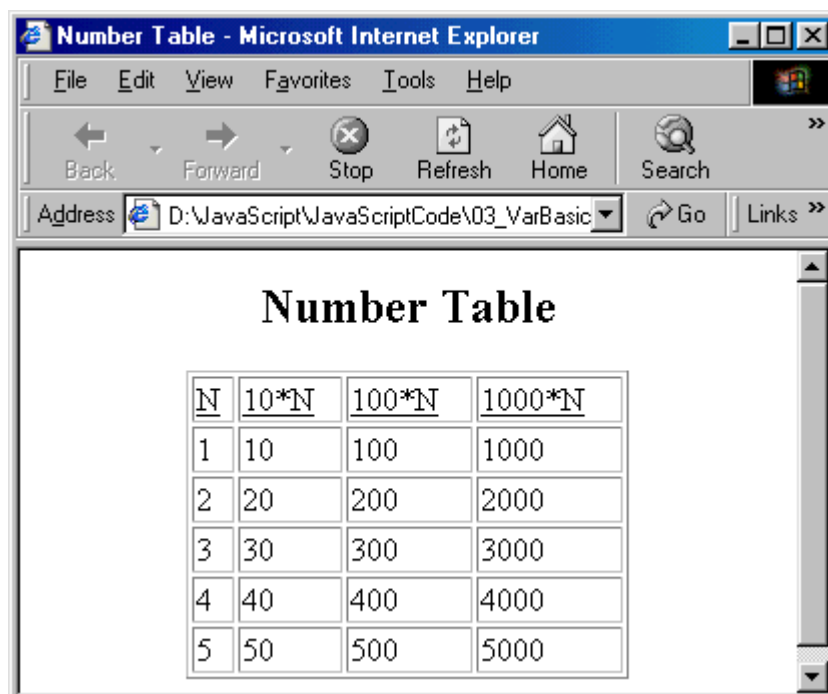 Number Table - Microsoft Internet Explorer
File Edit View Favorites Tools Help
Back Forward Stop Refresh Home Search »
Address D:\JavaScript\JavaScriptCode\03_VarBasic Go Links »
Number Table
N 10*N 100*N 1000*N
1 10 100 1000
2 20 200 2000
3 30 300 3000
4 40 400 4000
5 50 500 5000